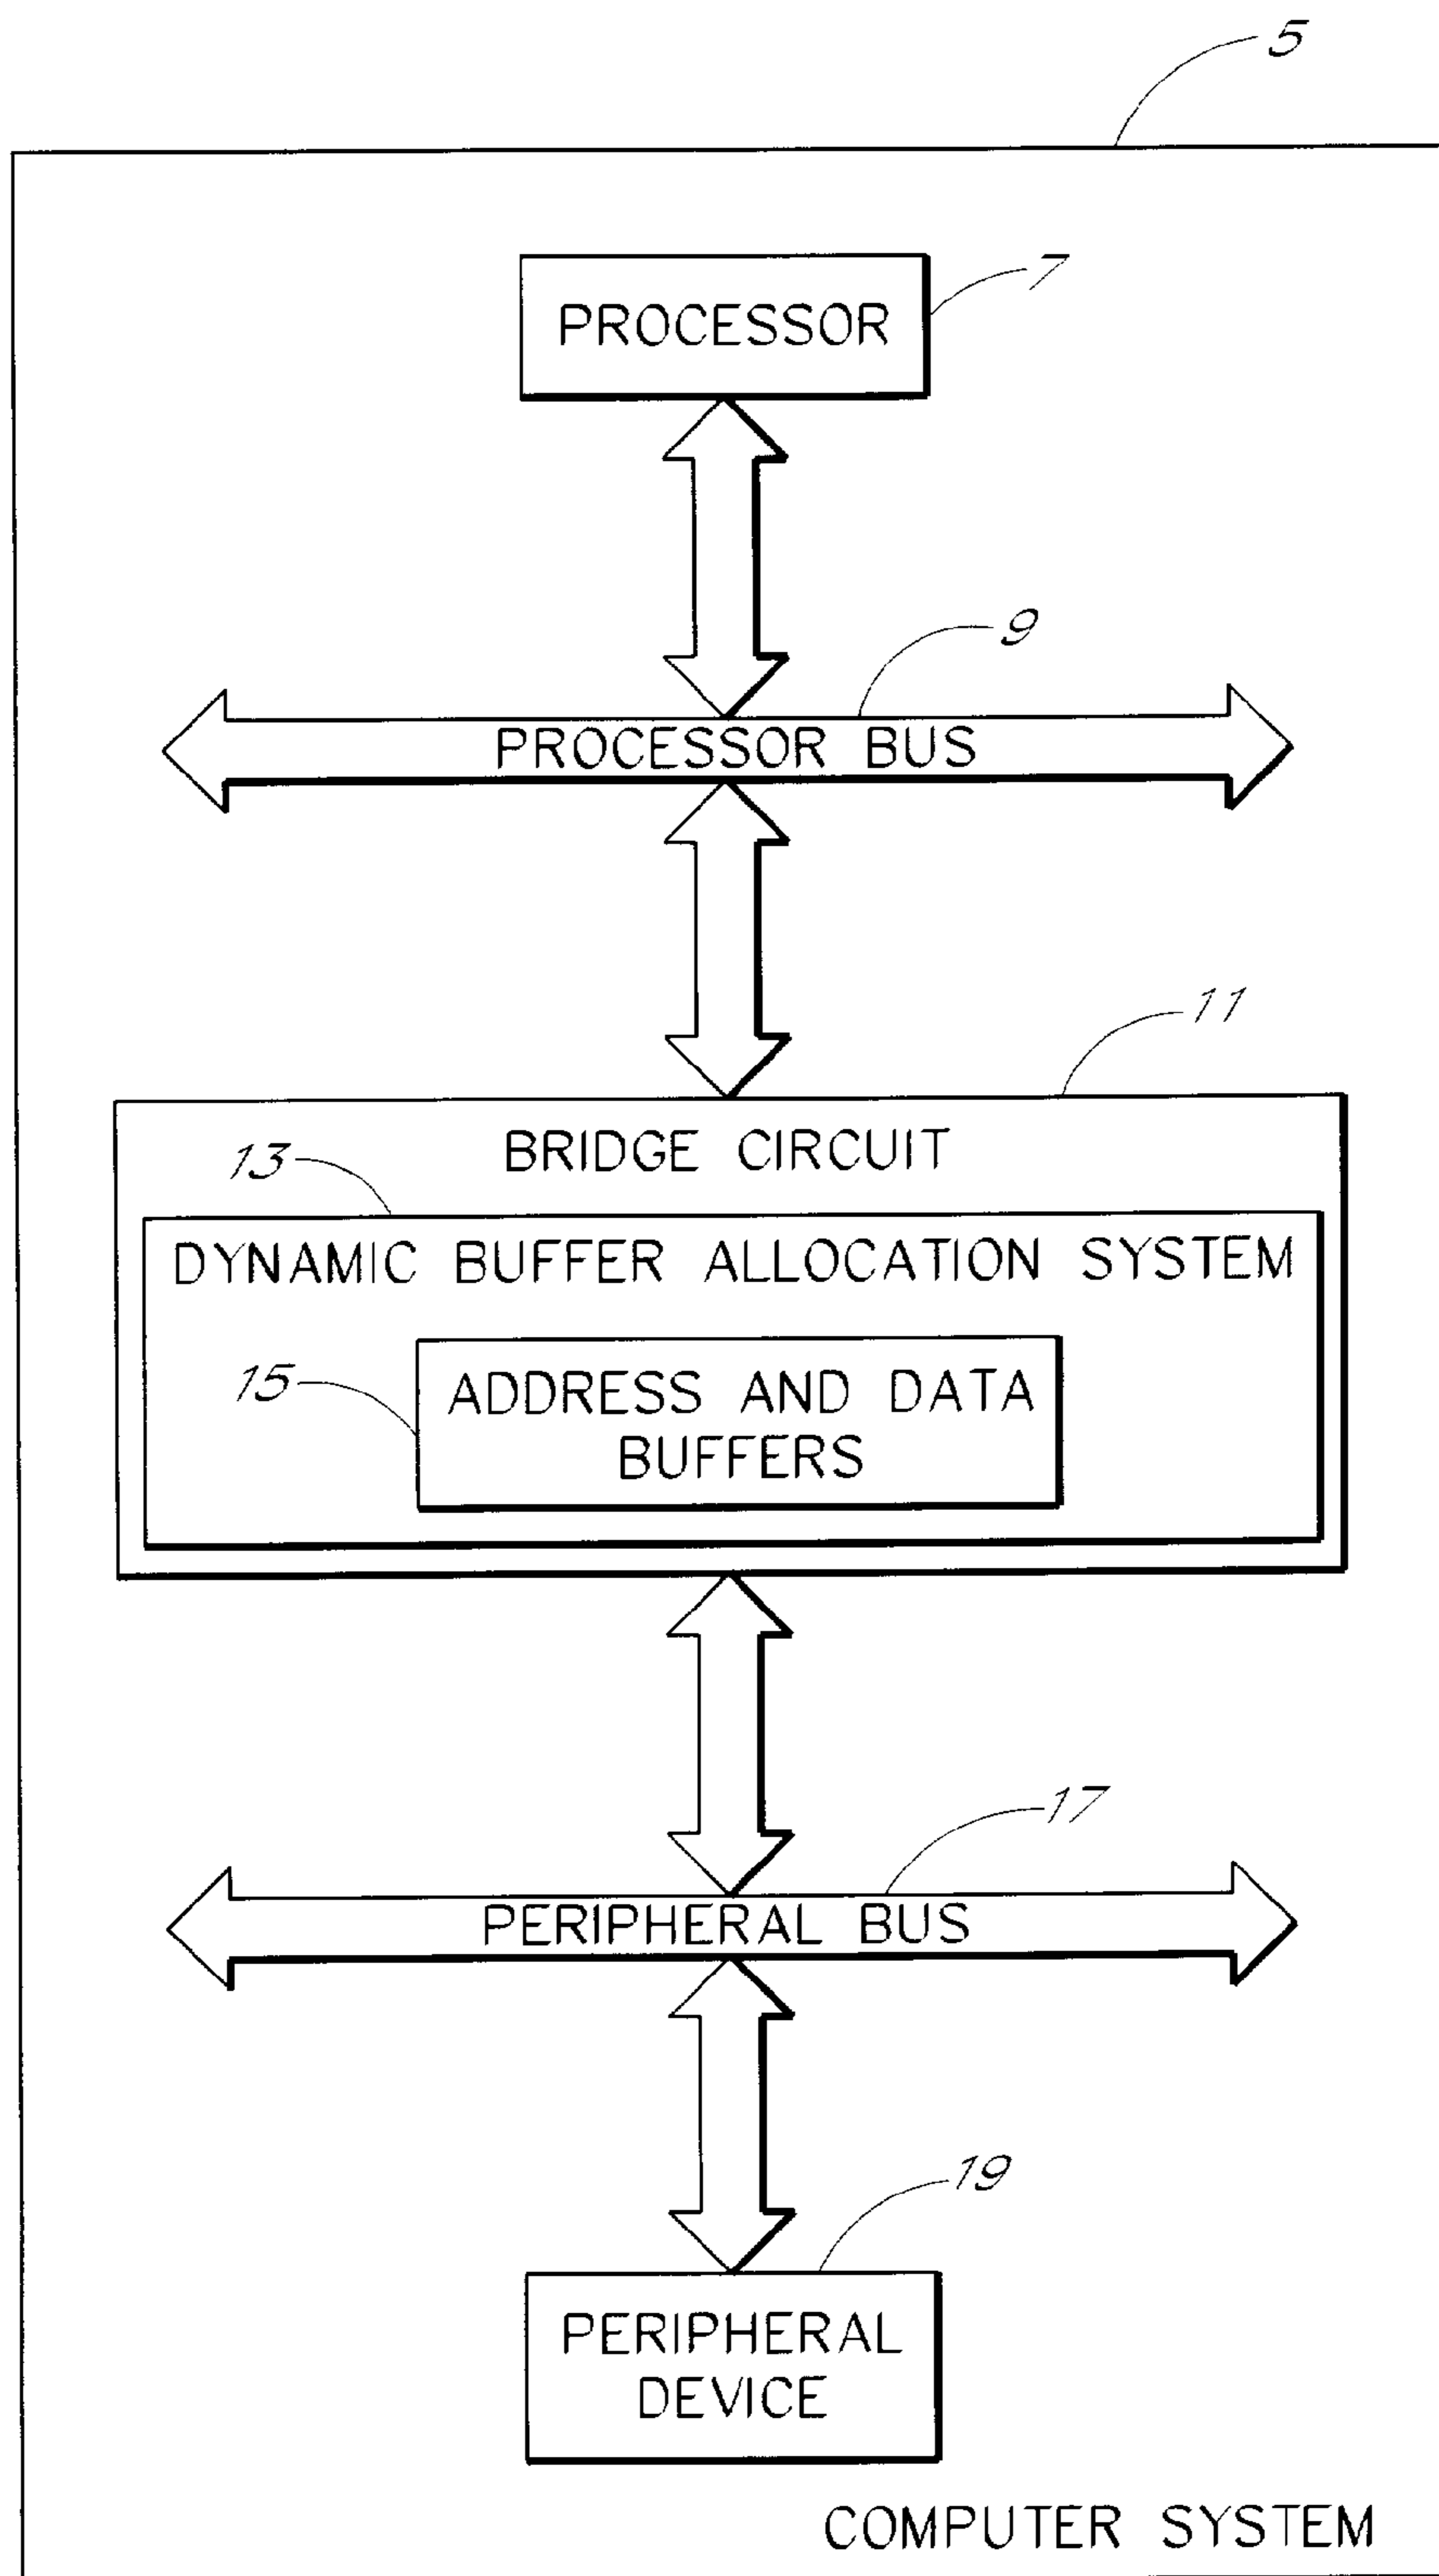 5
PROCESSOR
7
9
PROCESSOR BUS
11
BRIDGE CIRCUIT
13
DYNAMIC BUFFER ALLOCATION SYSTEM
15
ADDRESS AND DATA
BUFFERS
17
PERIPHERAL BUS
19
PERIPHERAL
DEVICE
COMPUTER SYSTEM